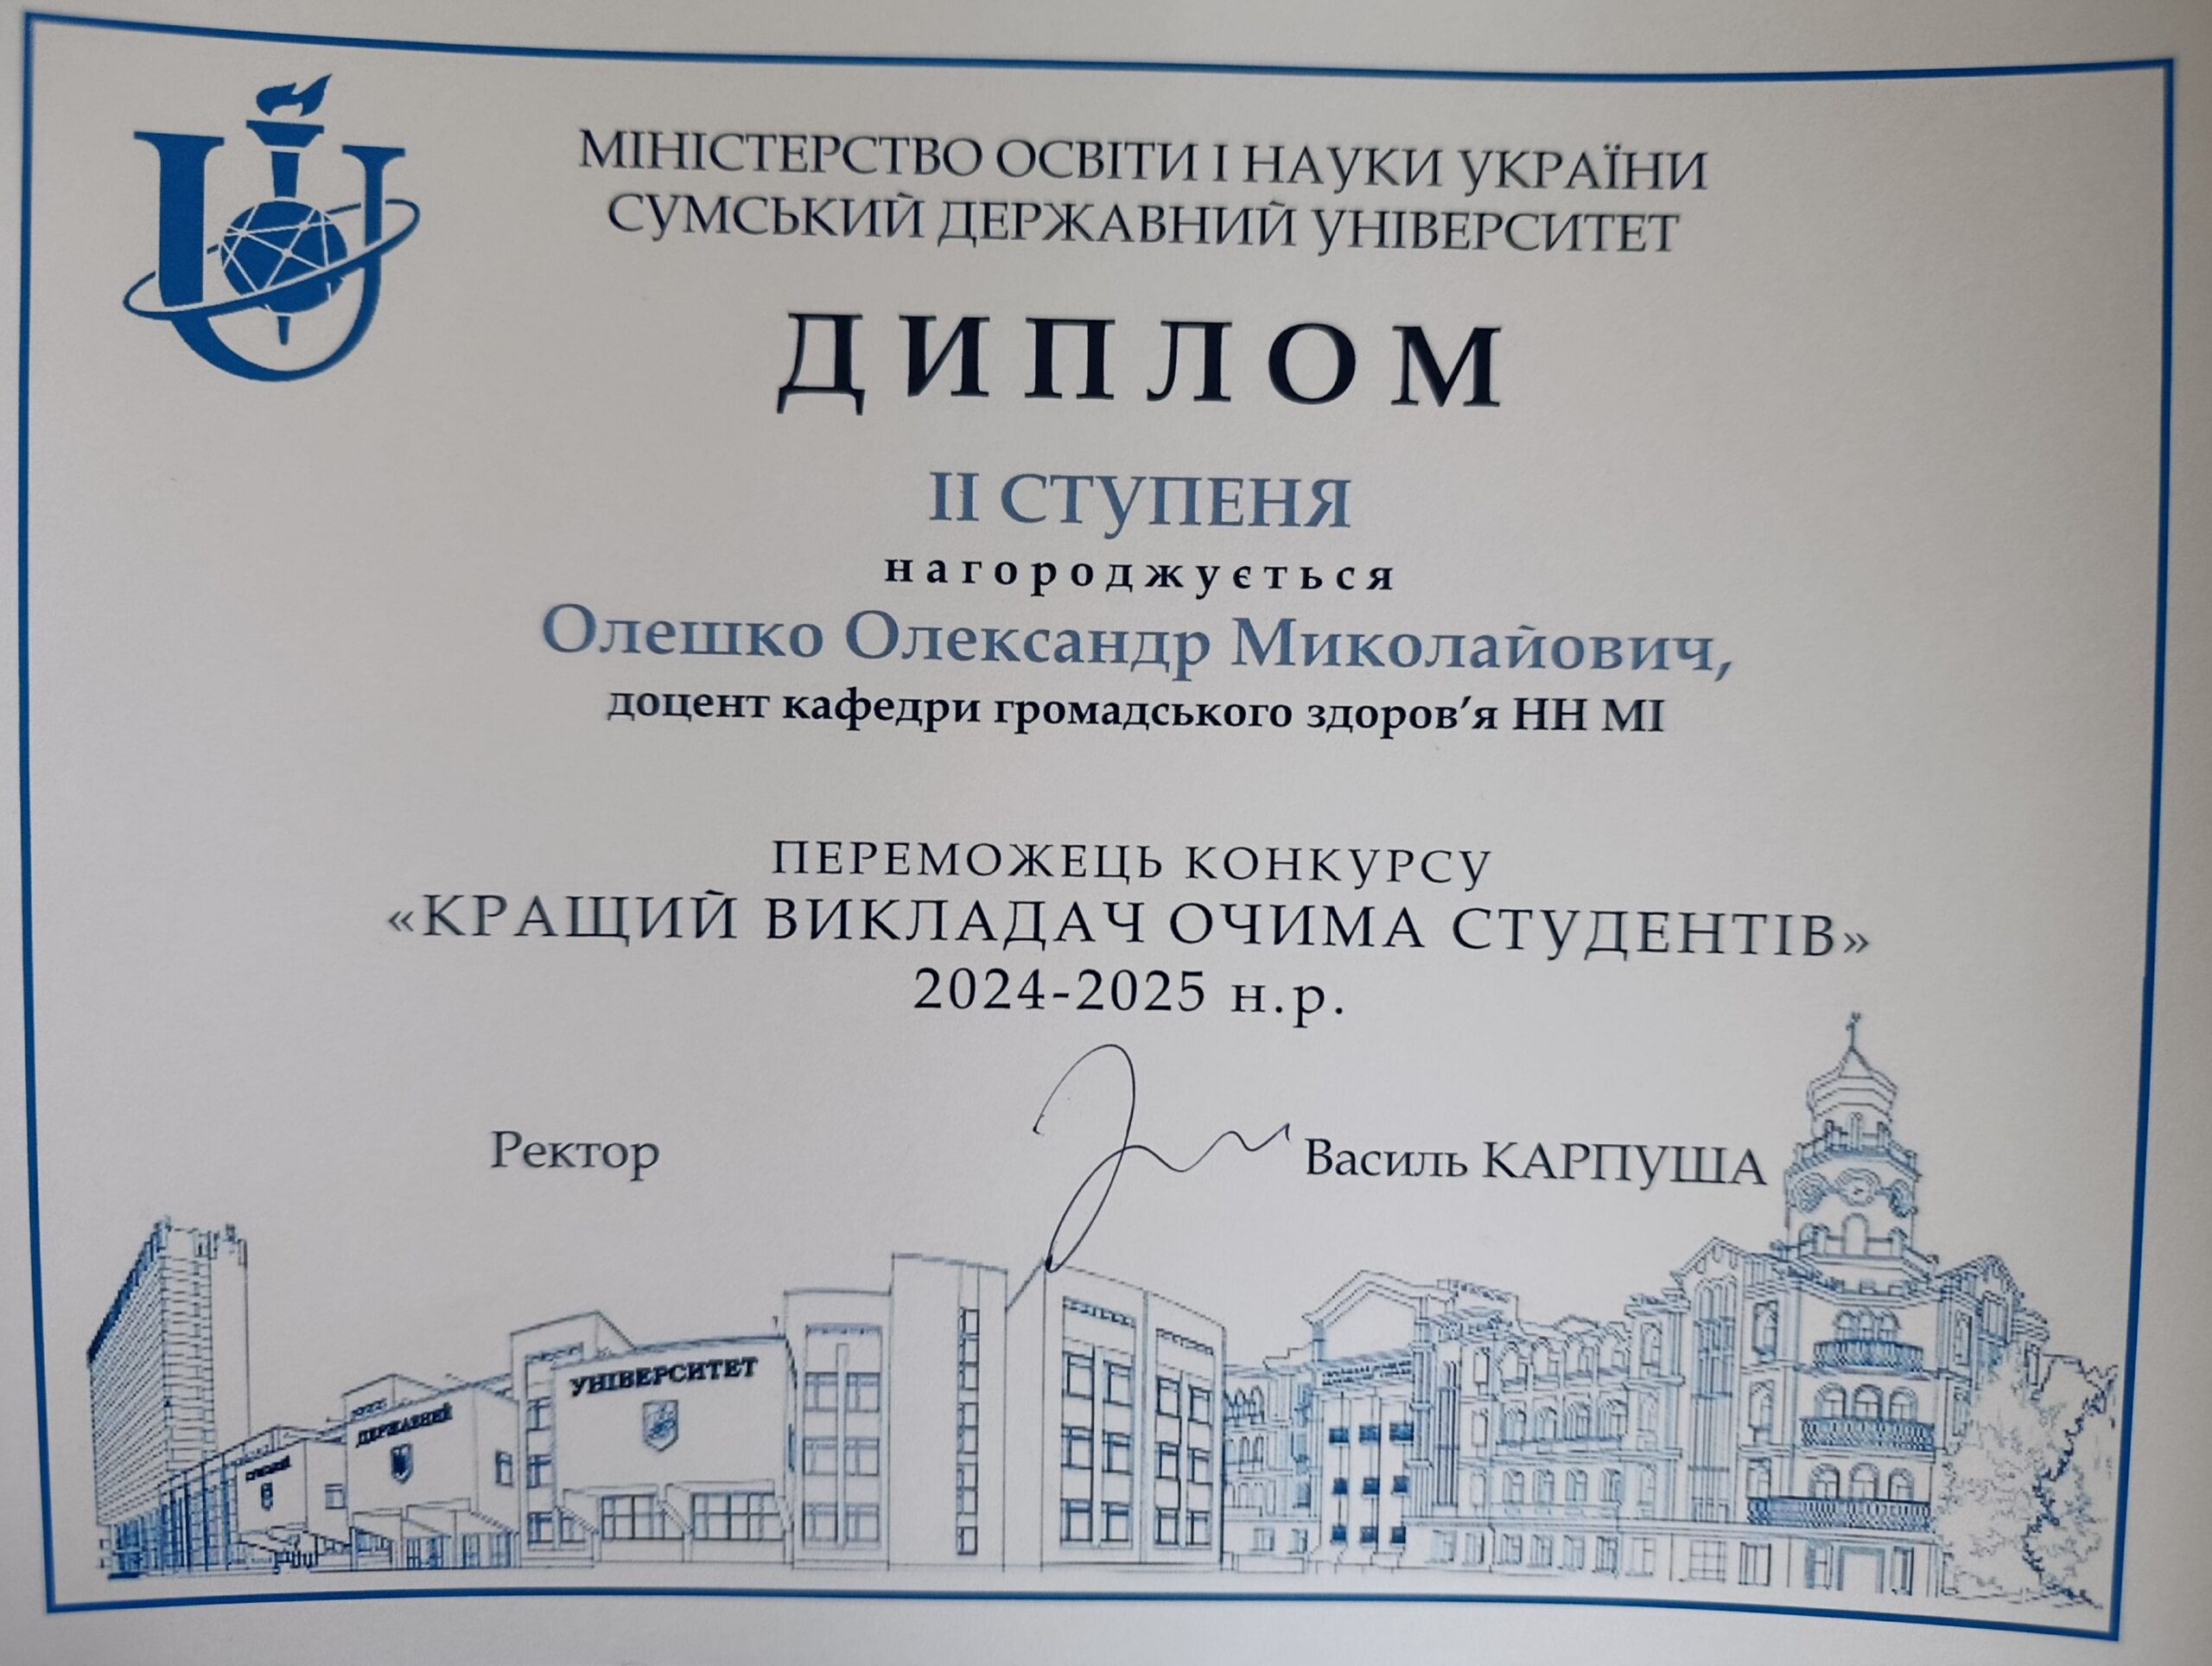 МІНІСТЕРСТВО ОСВІТИ І НАУКИ УКРАЇНИ
СУМСЬКИЙ ДЕРЖАВНИЙ УНІВЕРСИТЕТ
ДИПЛОМ
ІІ СТУПЕНЯ
нагороджується
Олешко Олександр Миколайович,
доцент кафедри громадського здоров’я НН МІ
ПЕРЕМОЖЕЦЬ КОНКУРСУ
«КРАЩИЙ ВИКЛАДАЧ ОЧИМА СТУДЕНТІВ»
2024-2025 н.р.
Ректор
Василь КАРПУША
СУМСЬКИЙ
ДЕРЖАВНИЙ
УНІВЕРСИТЕТ